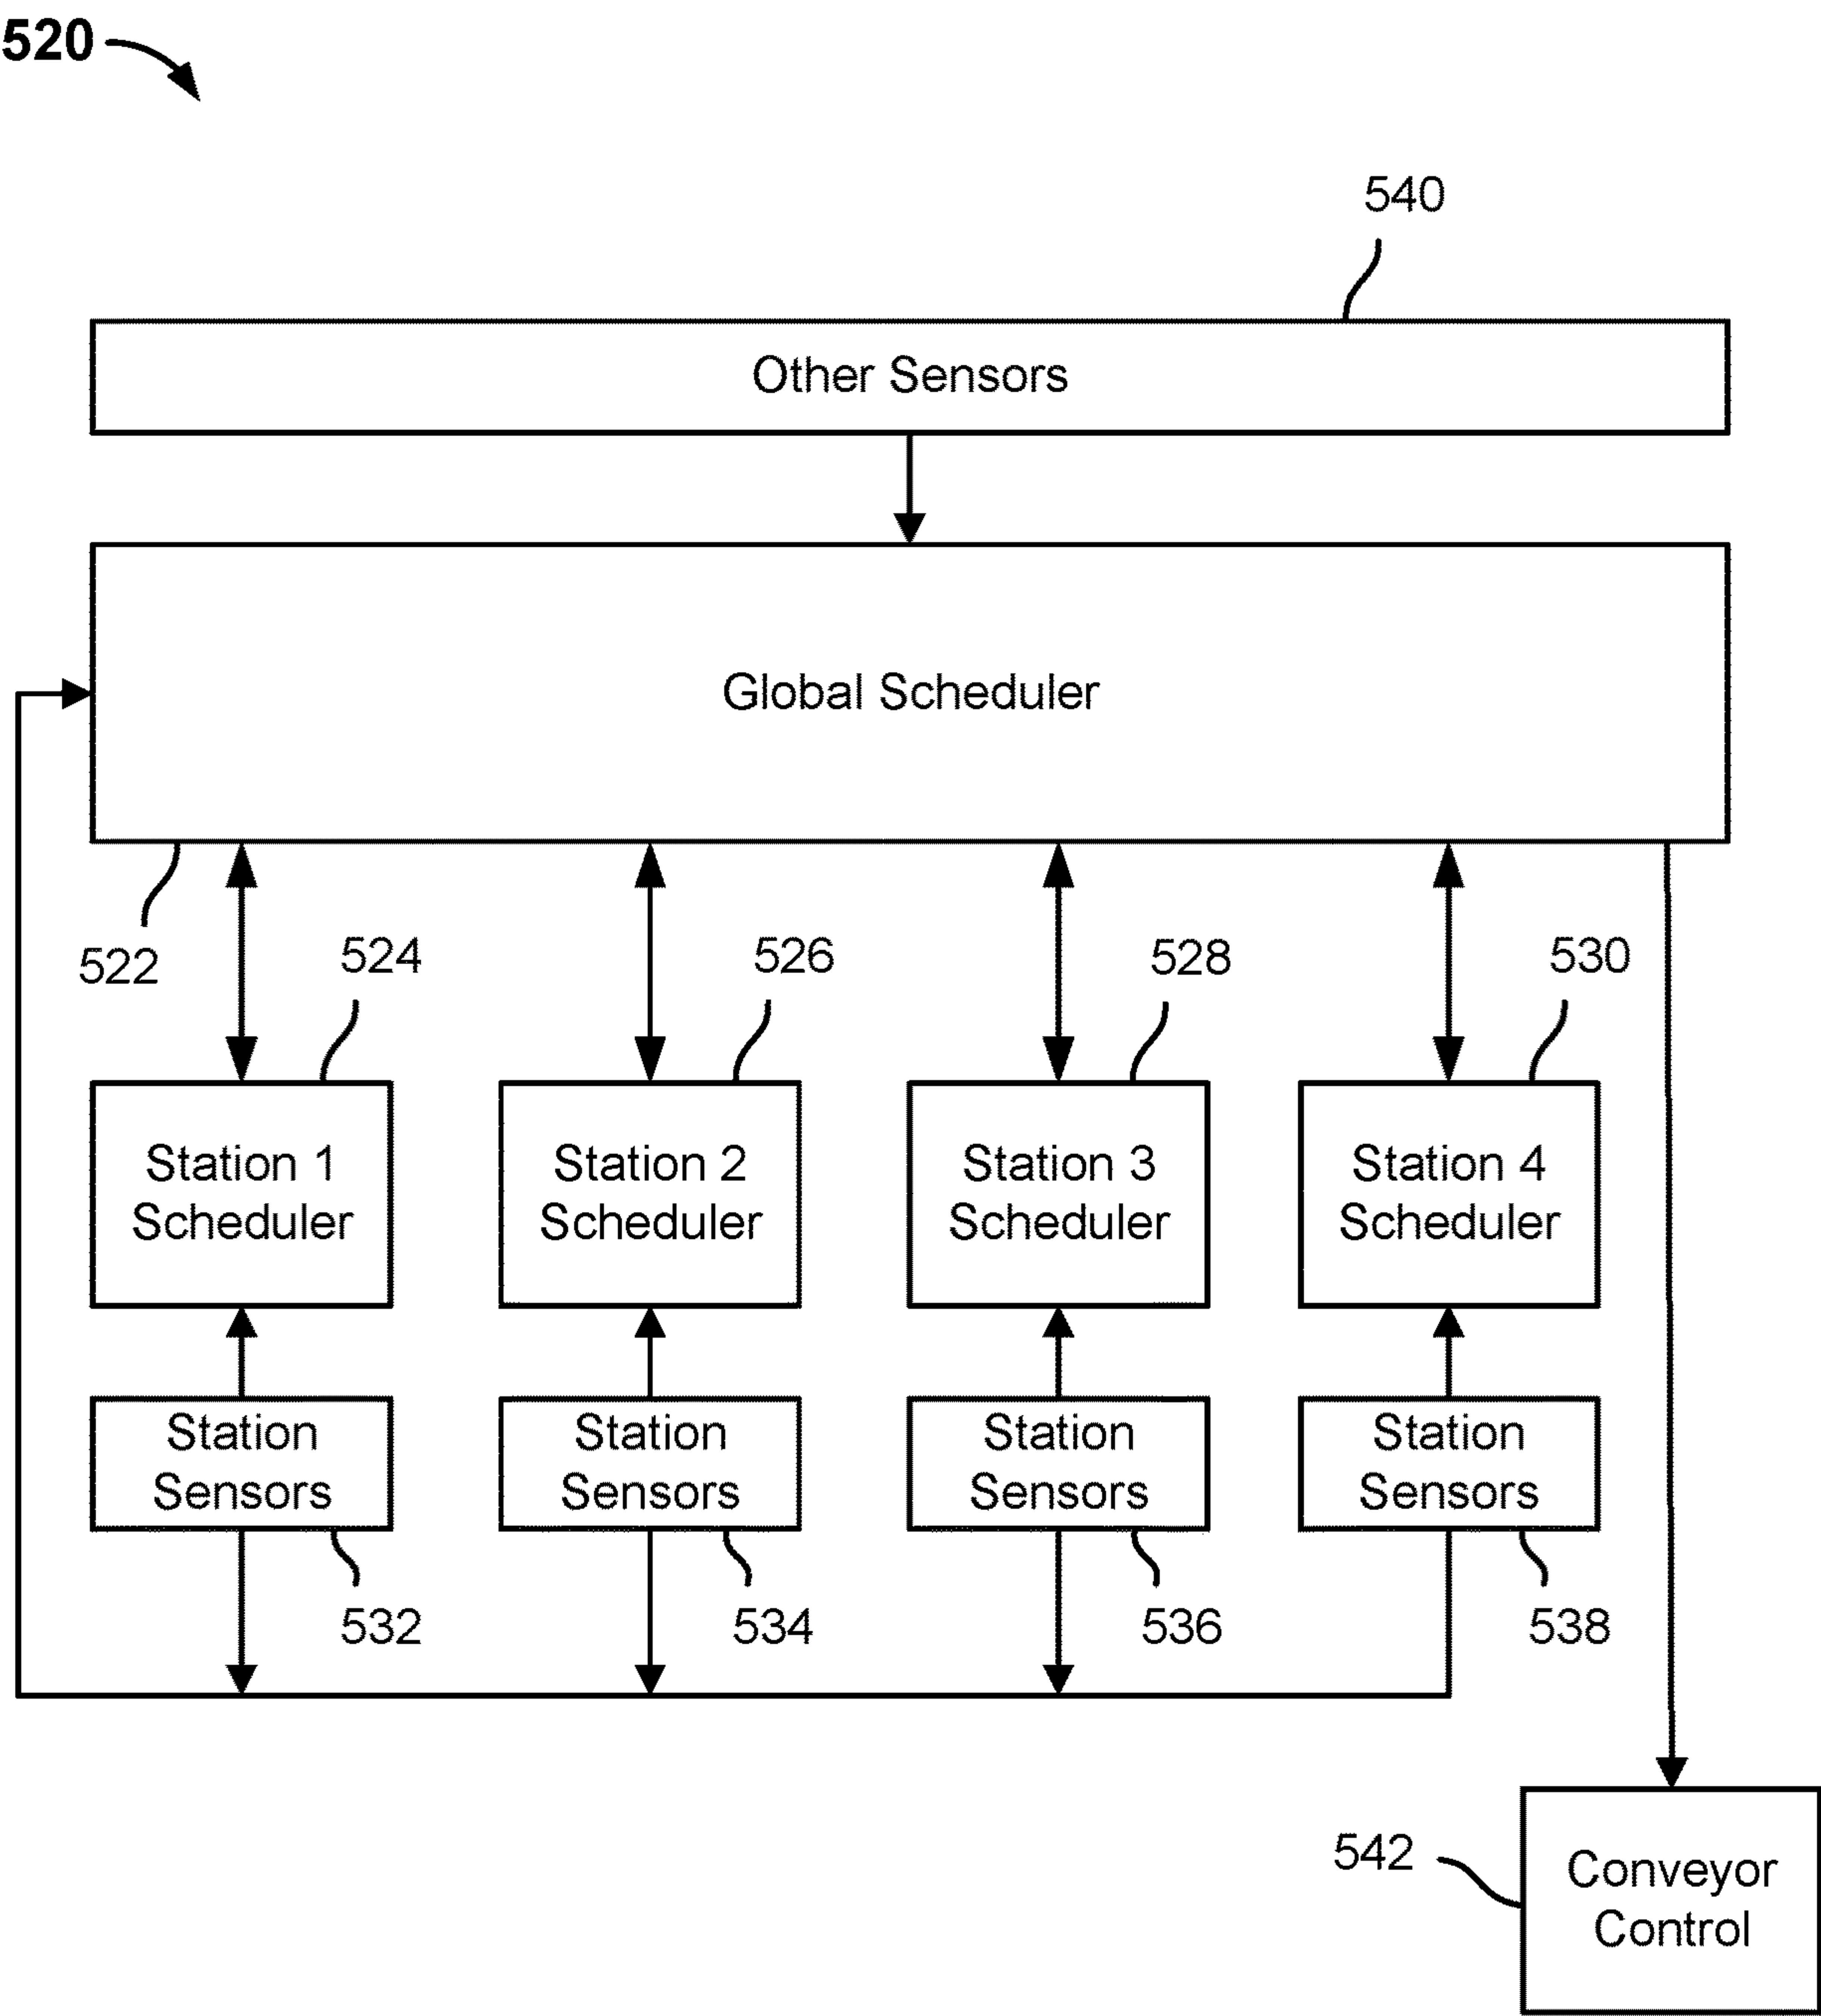 520
540
Other Sensors
Global Scheduler
522
524
526
528
530
Station 1
Scheduler
Station 2
Scheduler
Station 3
Scheduler
Station 4
Scheduler
Station
Sensors
Station
Sensors
Station
Sensors
Station
Sensors
532
534
536
538
542
Conveyor
Control